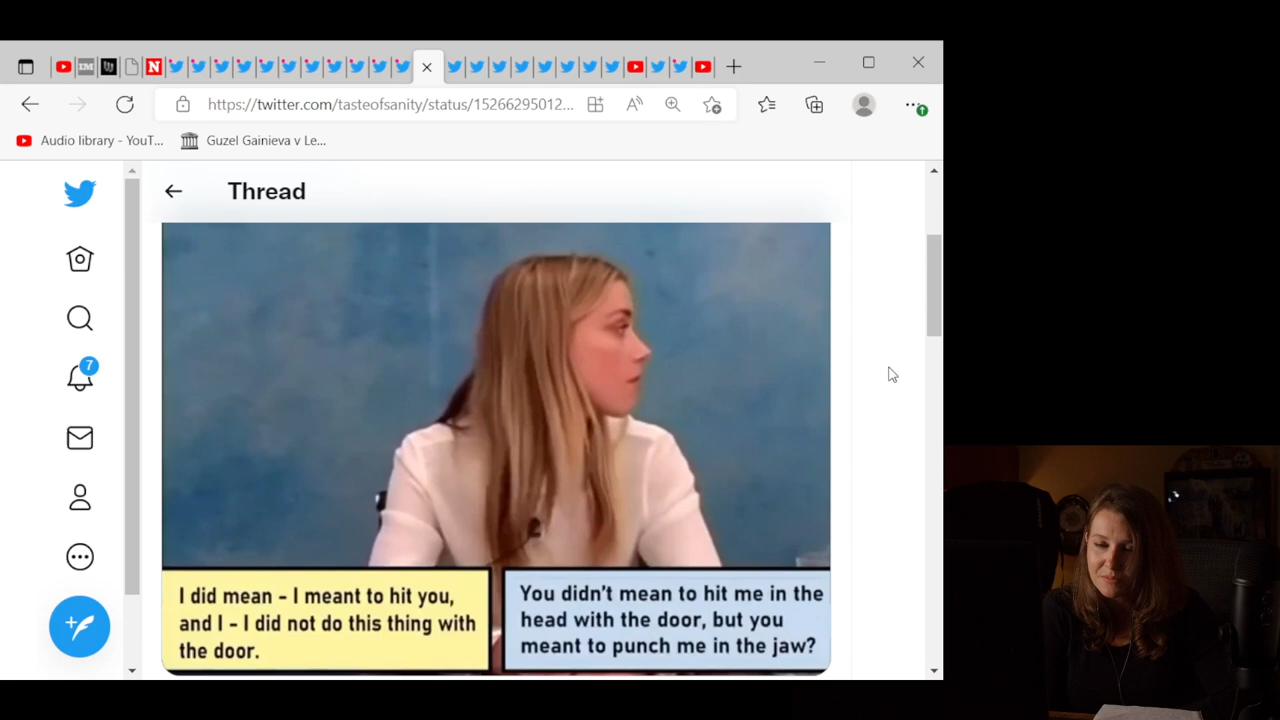 https://twitter.com/tasteofsanity/status/15266295012...
Audio library - YouT...
Guzel Gainieva v Le...
Thread
7
I did mean - I meant to hit you,
and I - I did not do this thing with
the door.
You didn't mean to hit me in the
head with the door, but you
meant to punch me in the jaw?